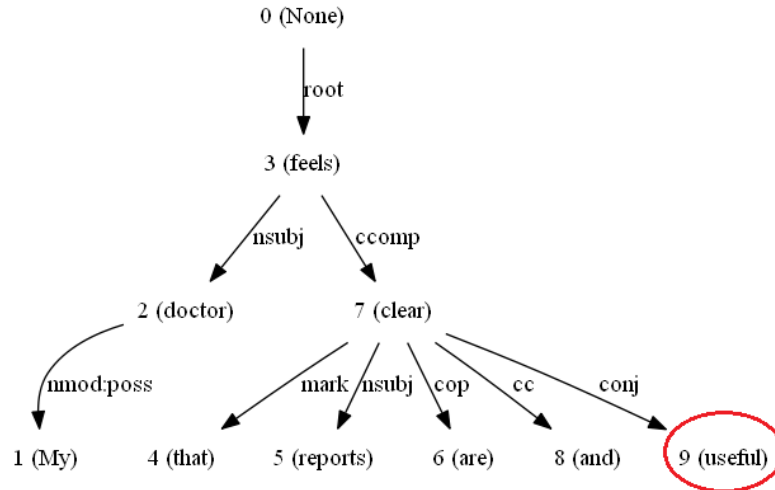 0 (None)
root
3 (feels)
nsubj ccomp
2 (doctor) 7 (clear)
nmod:poss mark nsubj cop cc conj
1 (My) 4 (that) 5 (reports) 6 (are) 8 (and) 9 (useful)